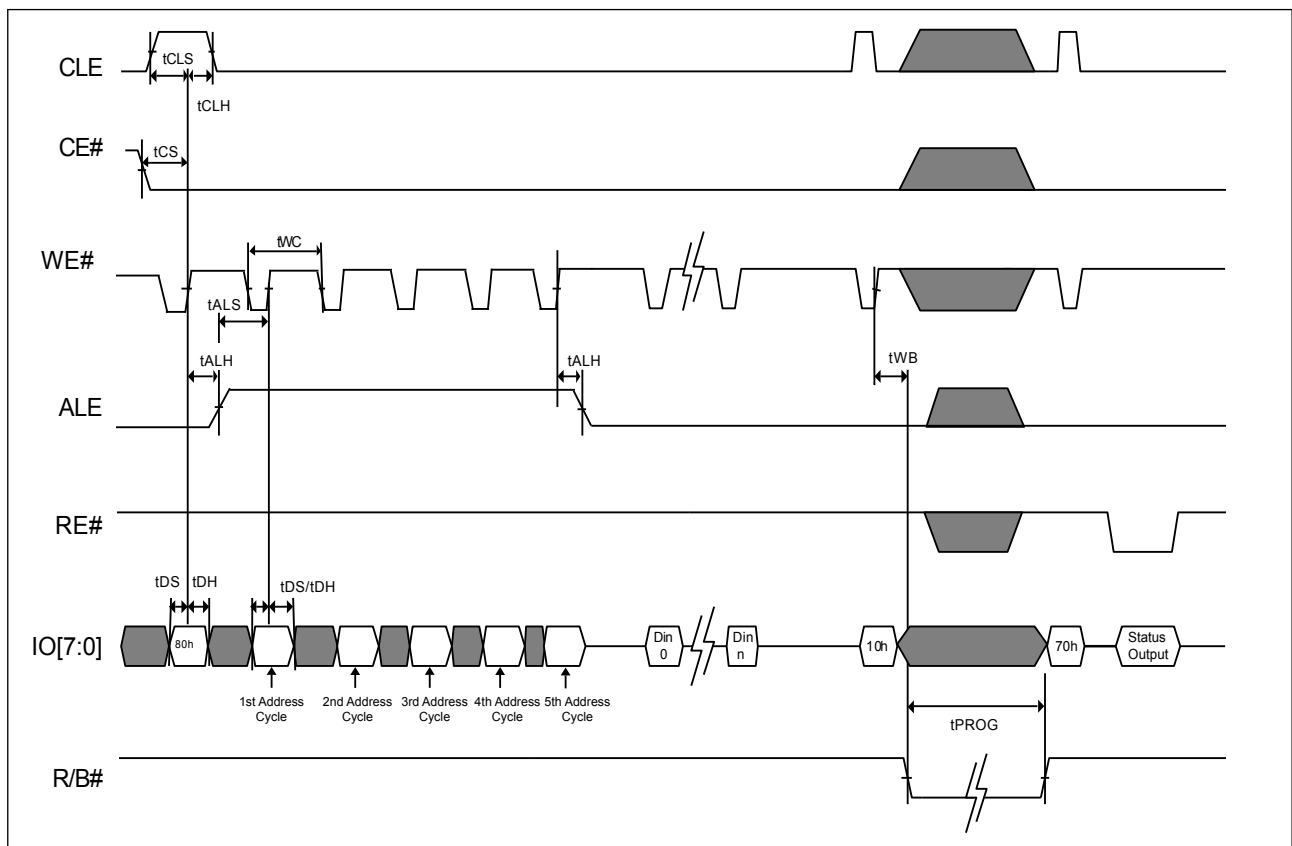 CLE
tCLS
tCLH
CE#
tCS
WE#
tWC
tALS
tALH
tALH
tWB
ALE
RE#
tDS
tDH
tDS/tDH
IO[7:0]
80h
Din
0
Din
n
10h
70h
Status
Output
1st Address
Cycle
2nd Address
Cycle
3rd Address
Cycle
4th Address
Cycle
5th Address
Cycle
tPROG
R/B#